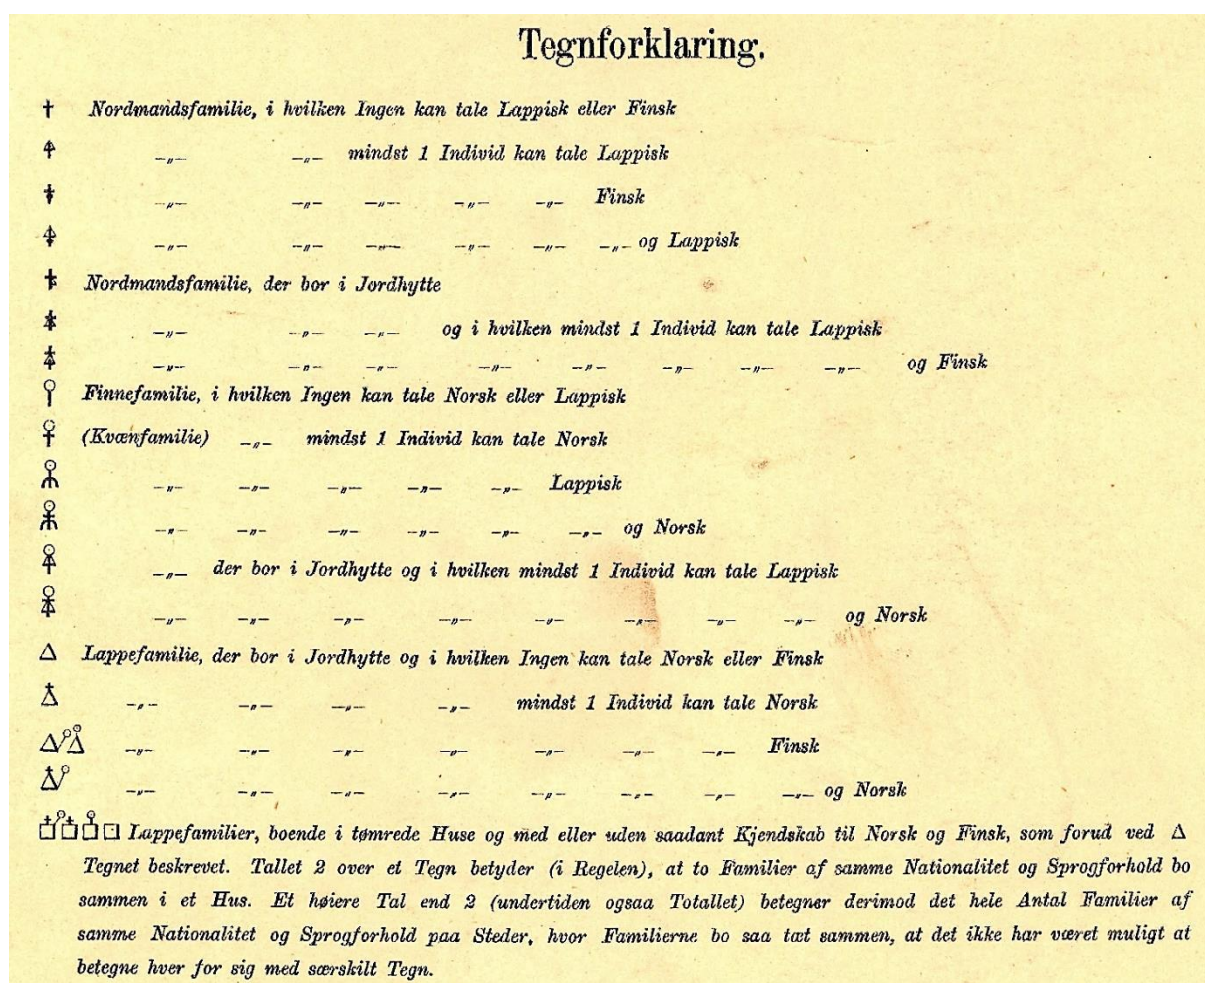 Tegnforklaring.
† Nordmandsfamilie, i hvilken Ingen kan tale Lappisk eller Finsk
–„– –„– mindst 1 Individ kan tale Lappisk
–„– –„– –„– –„– –„– Finsk
–„– –„– –„– –„– –„– –„– og Lappisk
Nordmandsfamilie, der bor i Jordhytte
–„– –„– –„– og i hvilken mindst 1 Individ kan tale Lappisk
–„– –„– –„– –„– –„– –„– –„– –„– og Finsk
Finnefamilie, i hvilken Ingen kan tale Norsk eller Lappisk
(Kvænfamilie) –„– mindst 1 Individ kan tale Norsk
–„– –„– –„– –„– –„– Lappisk
–„– –„– –„– –„– –„– –„– og Norsk
–„– der bor i Jordhytte og i hvilken mindst 1 Individ kan tale Lappisk
–„– –„– –„– –„– –„– –„– –„– –„– og Norsk
Δ Lappefamilie, der bor i Jordhytte og i hvilken Ingen kan tale Norsk eller Finsk
–„– –„– –„– –„– mindst 1 Individ kan tale Norsk
–„– –„– –„– –„– –„– –„– –„– Finsk
–„– –„– –„– –„– –„– –„– –„– –„– og Norsk
Lappefamilier, boende i tømrede Huse og med eller uden saadant Kjendskab til Norsk og Finsk, som forud ved Δ
Tegnet beskrevet. Tallet 2 over et Tegn betyder (i Regelen), at to Familier af samme Nationalitet og Sprogforhold bo
sammen i et Hus. Et høiere Tal end 2 (undertiden ogsaa Totallet) betegner derimod det hele Antal Familier af
samme Nationalitet og Sprogforhold paa Steder, hvor Familierne bo saa tæt sammen, at det ikke har været muligt at
betegne hver for sig med særskilt Tegn.